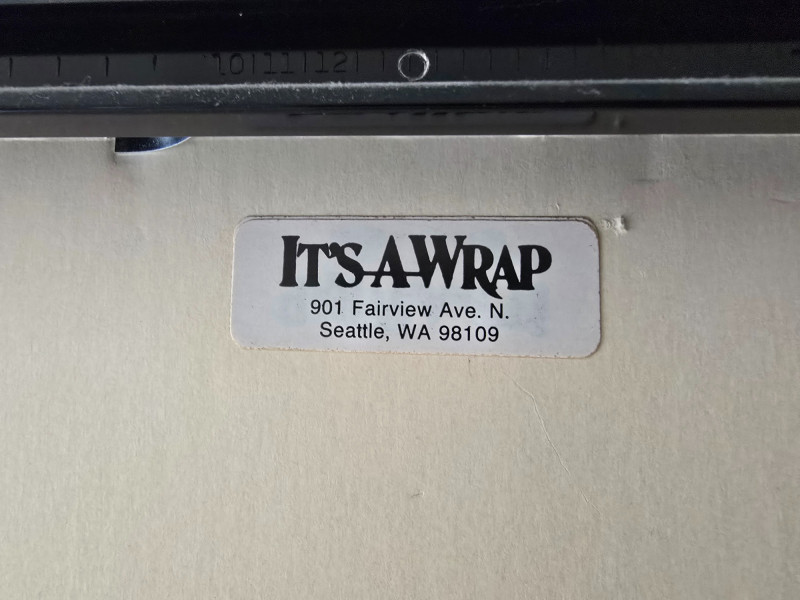 10 11 12
IT'S-A-WRAP
901 Fairview Ave. N.
Seattle, WA 98109